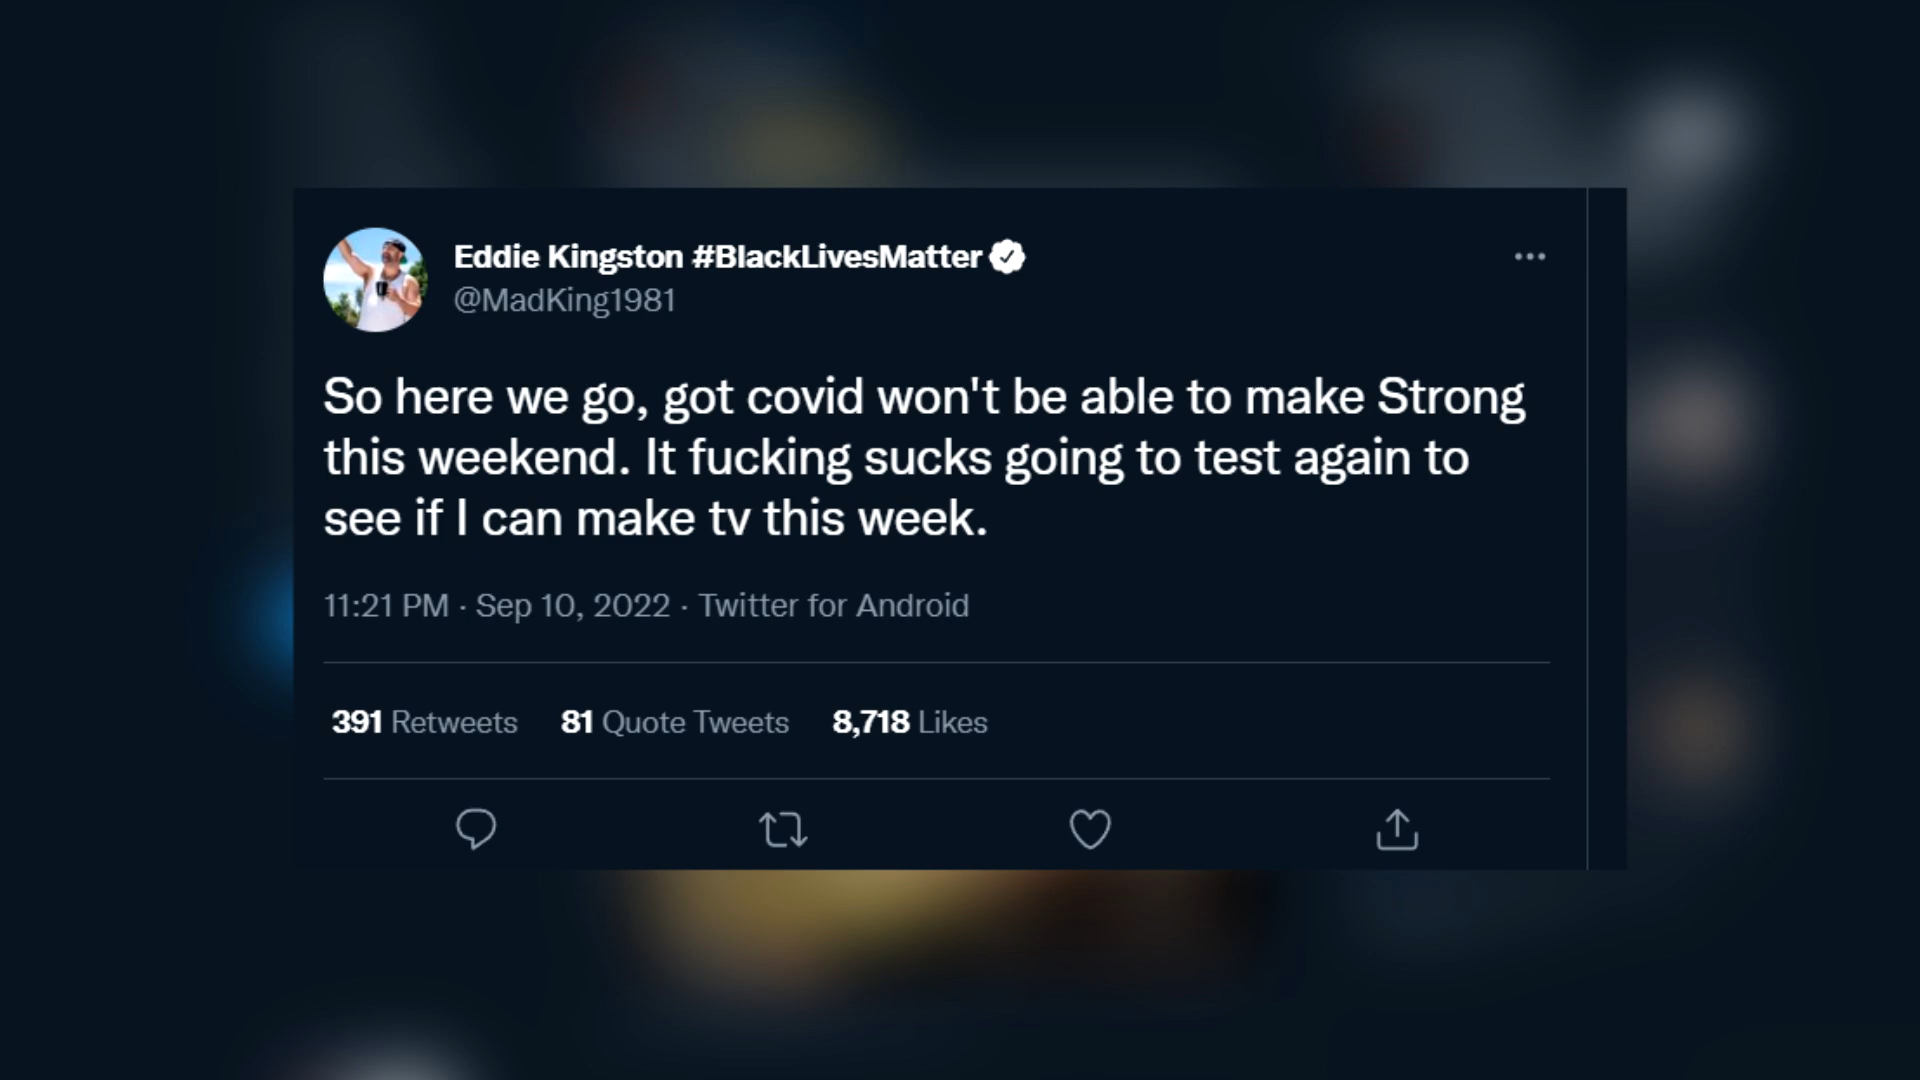 Eddie Kingston #BlackLivesMatter
@MadKing1981
So here we go, got covid won't be able to make Strong
this weekend. It fucking sucks going to test again to
see if I can make tv this week.
11:21 PM · Sep 10, 2022 · Twitter for Android
391 Retweets 81 Quote Tweets 8,718 Likes